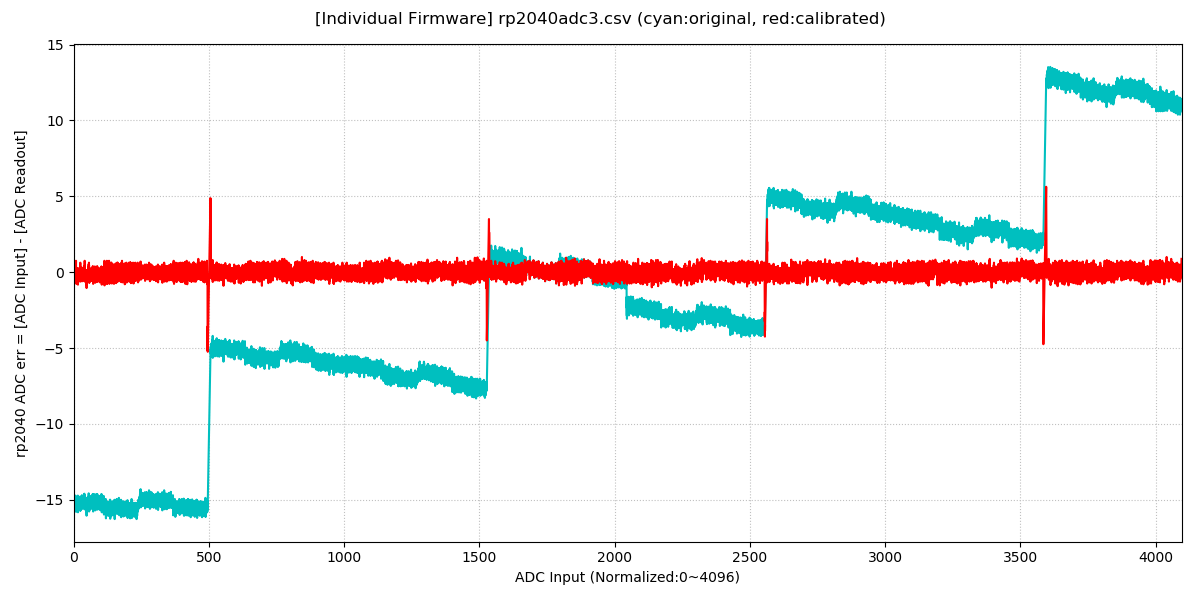 [Individual Firmware] rp2040adc3.csv (cyan:original, red:calibrated)
rp2040 ADC err = [ADC Input] - [ADC Readout]
15
10
5
0
−5
−10
−15
0 500 1000 1500 2000 2500 3000 3500 4000
ADC Input (Normalized:0~4096)